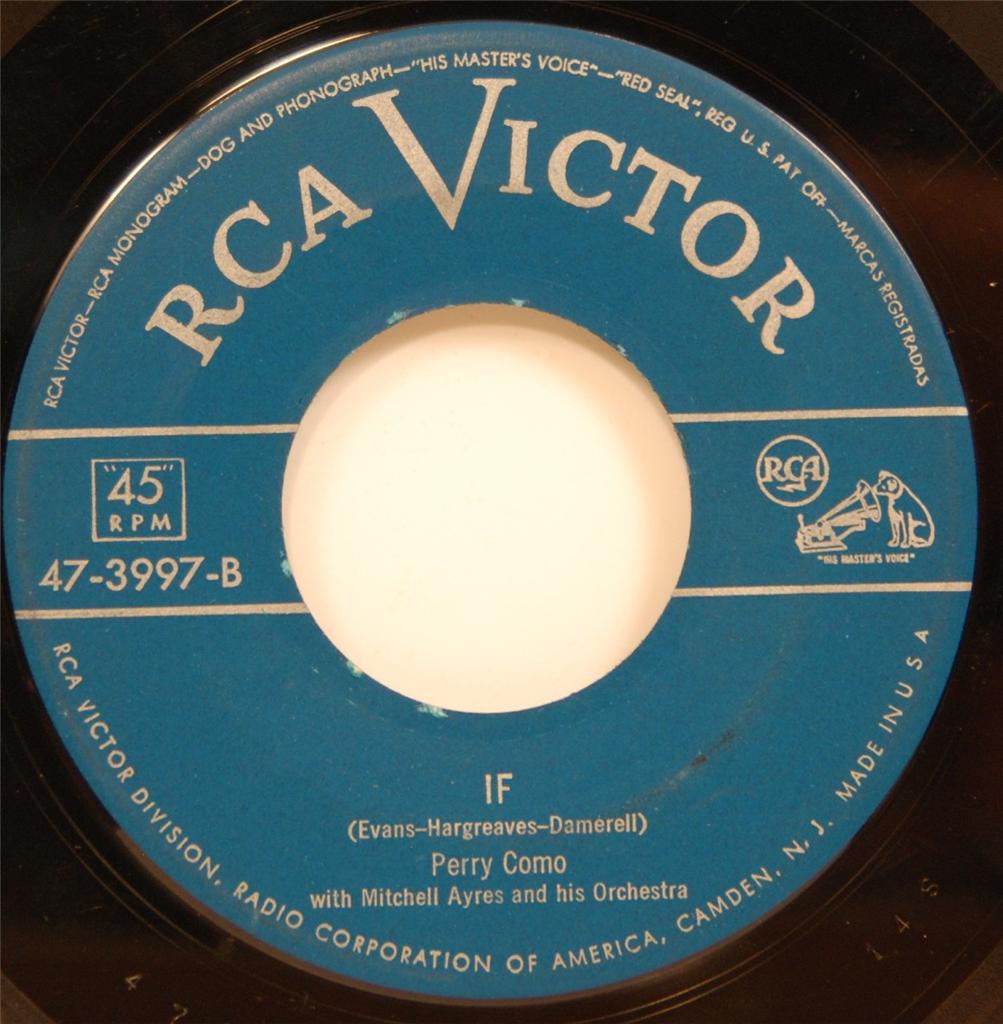 RCA VICTOR—RCA MONOGRAM—DOG AND PHONOGRAPH—"HIS MASTER'S VOICE"—"RED SEAL", REG U. S. PAT OFF—MARCAS REGISTRADAS
RCA VICTOR
"45"
RPM
47-3997-B
RCA
"HIS MASTER'S VOICE"
IF
(Evans–Hargreaves–Damerell)
Perry Como
with Mitchell Ayres and his Orchestra
RCA VICTOR DIVISION, RADIO CORPORATION OF AMERICA, CAMDEN, N. J. MADE IN U S A